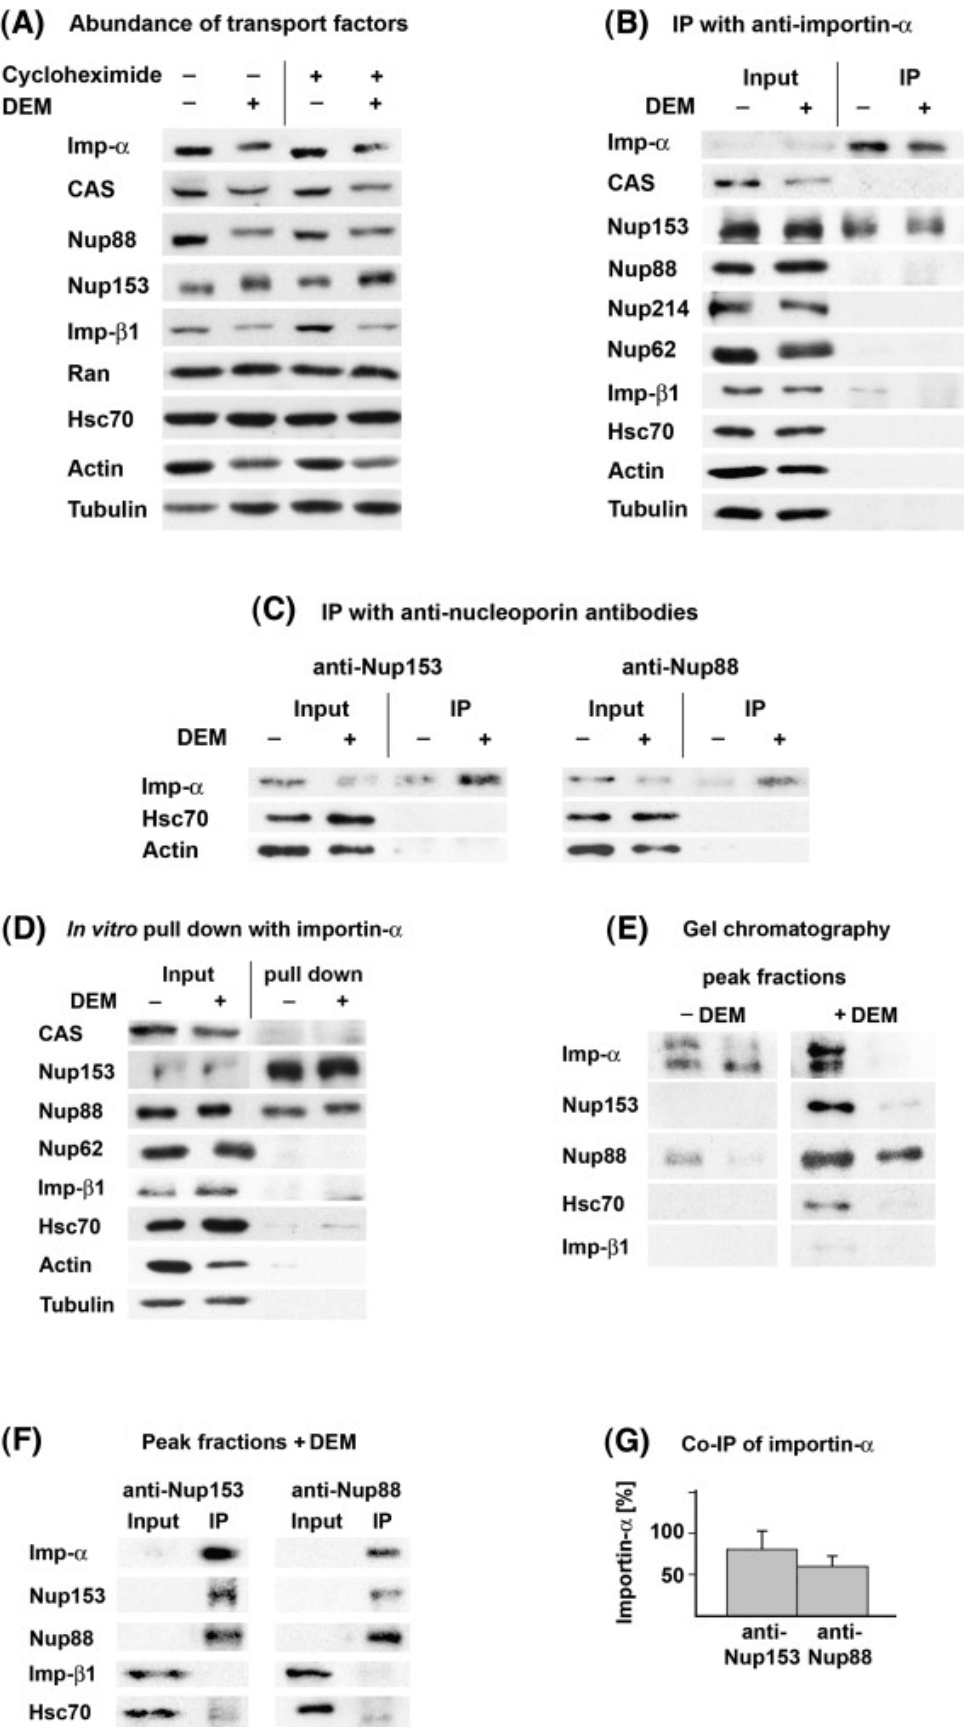 (A) Abundance of transport factors
Cycloheximide – – + +
DEM – + – +
Imp-α
CAS
Nup88
Nup153
Imp-β1
Ran
Hsc70
Actin
Tubulin
(B) IP with anti-importin-α
Input IP
DEM – + – +
Imp-α
CAS
Nup153
Nup88
Nup214
Nup62
Imp-β1
Hsc70
Actin
Tubulin
(C) IP with anti-nucleoporin antibodies
anti-Nup153 anti-Nup88
Input IP Input IP
DEM – + – + – + – +
Imp-α
Hsc70
Actin
(D) In vitro pull down with importin-α
Input pull down
DEM – + – +
CAS
Nup153
Nup88
Nup62
Imp-β1
Hsc70
Actin
Tubulin
(E) Gel chromatography
peak fractions
– DEM + DEM
Imp-α
Nup153
Nup88
Hsc70
Imp-β1
(F) Peak fractions + DEM
anti-Nup153 anti-Nup88
Input IP Input IP
Imp-α
Nup153
Nup88
Imp-β1
Hsc70
(G) Co-IP of importin-α
Importin-α [%]
100
50
anti- anti-
Nup153 Nup88